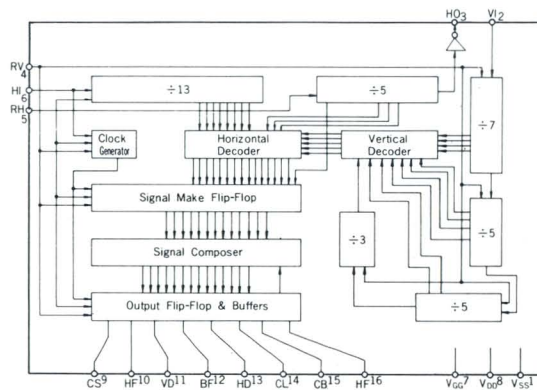 HO3 VI2
RV 4
HI 6
RH 5
÷13
÷5
÷7
Clock Generator
Horizontal Decoder
Vertical Decoder
Signal Make Flip-Flop
÷3
÷5
Signal Composer
÷5
Output Flip-Flop & Buffers
CS9 HF10 VD11 BF12 HD13 CL14 CB15 HF16 VGG7 VDD8 VSS1